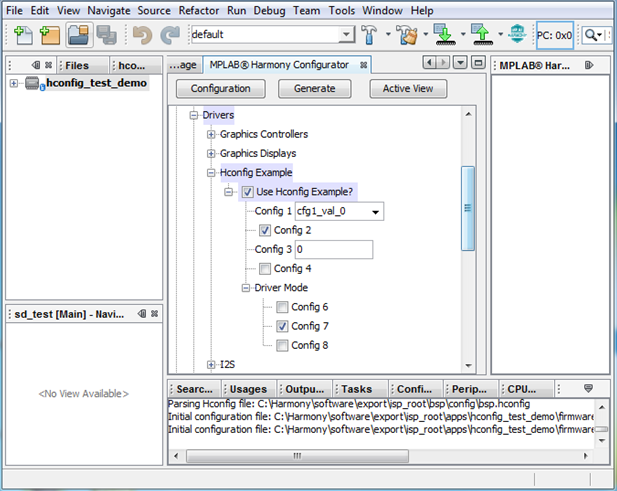 File Edit View Navigate Source Refactor Run Debug Team Tools Window Help
default
PC: 0x0
Files
hco...
...age
MPLAB® Harmony Configurator
MPLAB® Har...
hconfig_test_demo
Configuration
Generate
Active View
Drivers
Graphics Controllers
Graphics Displays
Hconfig Example
Use Hconfig Example?
Config 1 cfg1_val_0
Config 2
Config 3 0
Config 4
Driver Mode
Config 6
Config 7
Config 8
I2S
sd_test [Main] - Navi...
<No View Available>
Searc...
Usages
Outpu...
Tasks
Confi...
Perip...
CPU...
Parsing Hconfig file: C:\Harmony\software\export\isp_root\bsp\config\bsp.hconfig
Initial configuration file: C:\Harmony\software\export\isp_root\apps\hconfig_test_demo\firmware
Initial configuration file: C:\Harmony\software\export\isp_root\apps\hconfig_test_demo\firmware